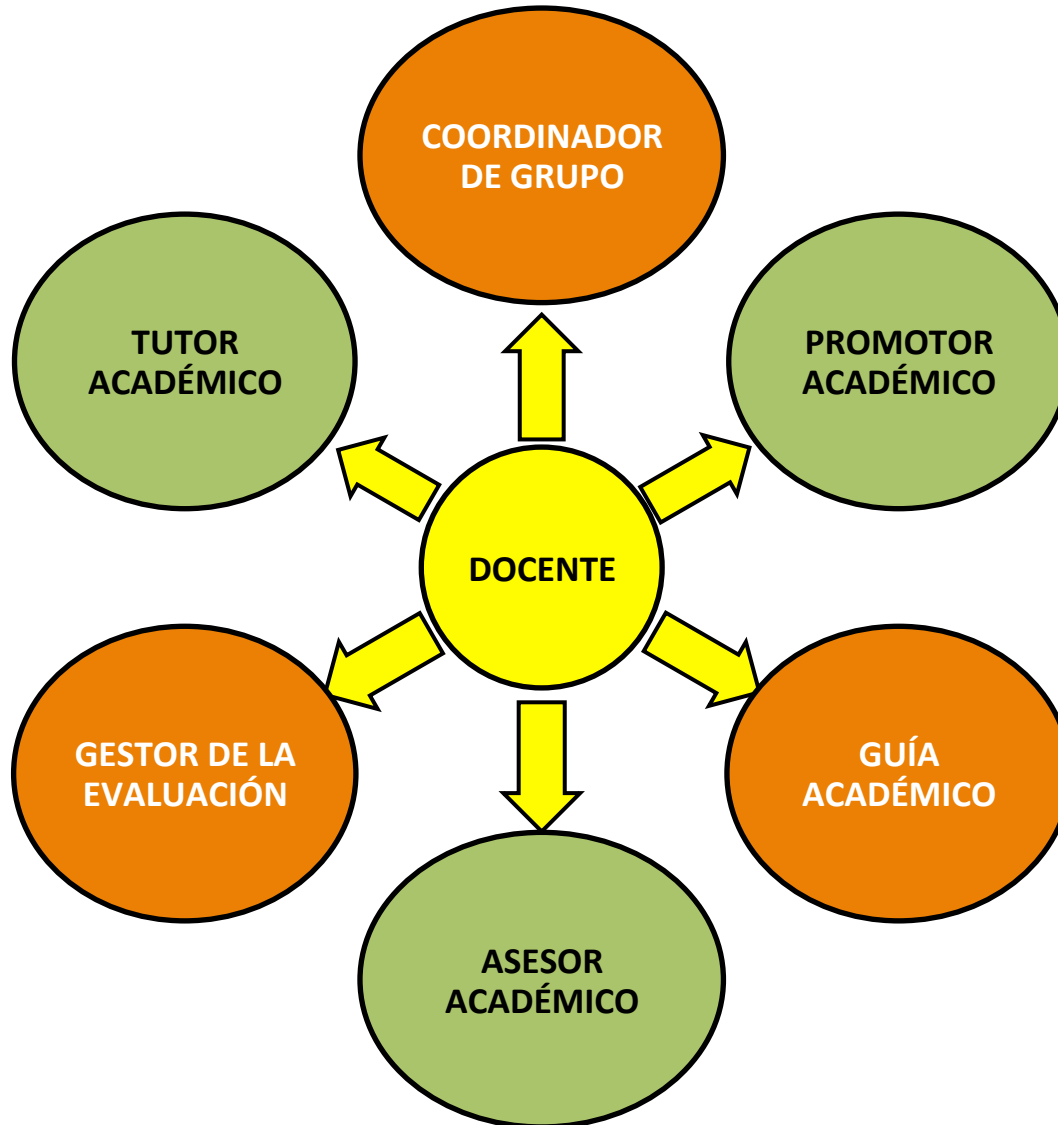 COORDINADOR
DE GRUPO
TUTOR
ACADÉMICO
PROMOTOR
ACADÉMICO
DOCENTE
GESTOR DE LA
EVALUACIÓN
GUÍA
ACADÉMICO
ASESOR
ACADÉMICO